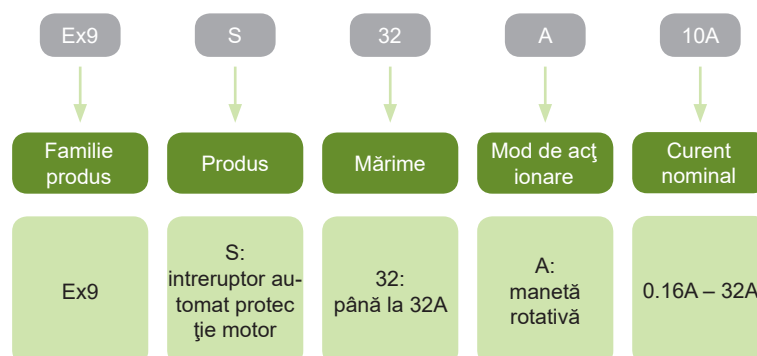 Ex9
S
32
A
10A
Familie
produs
Produs
Mărime
Mod de acţ
ionare
Curent
nominal
Ex9
S:
intreruptor au-
tomat protec
ţie motor
32:
până la 32A
A:
manetă
rotativă
0.16A – 32A